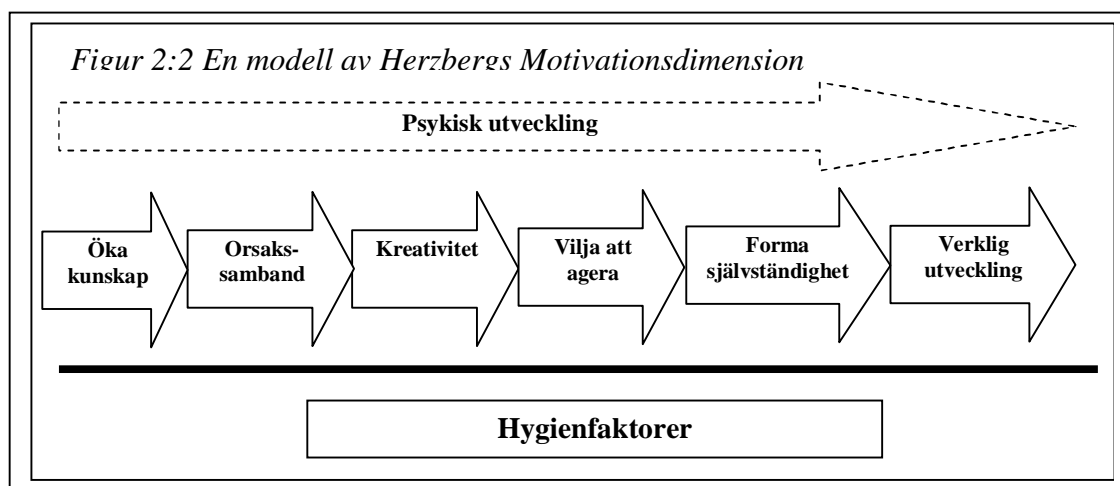 Figur 2:2 En modell av Herzbergs Motivationsdimension
Psykisk utveckling
Öka
kunskap
Orsaks-
samband
Kreativitet
Vilja att
agera
Forma
självständighet
Verklig
utveckling
Hygienfaktorer